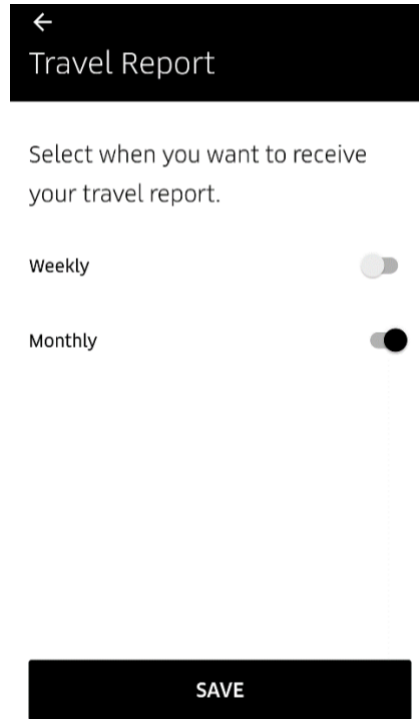 Travel Report
Select when you want to receive
your travel report.
Weekly
Monthly
SAVE